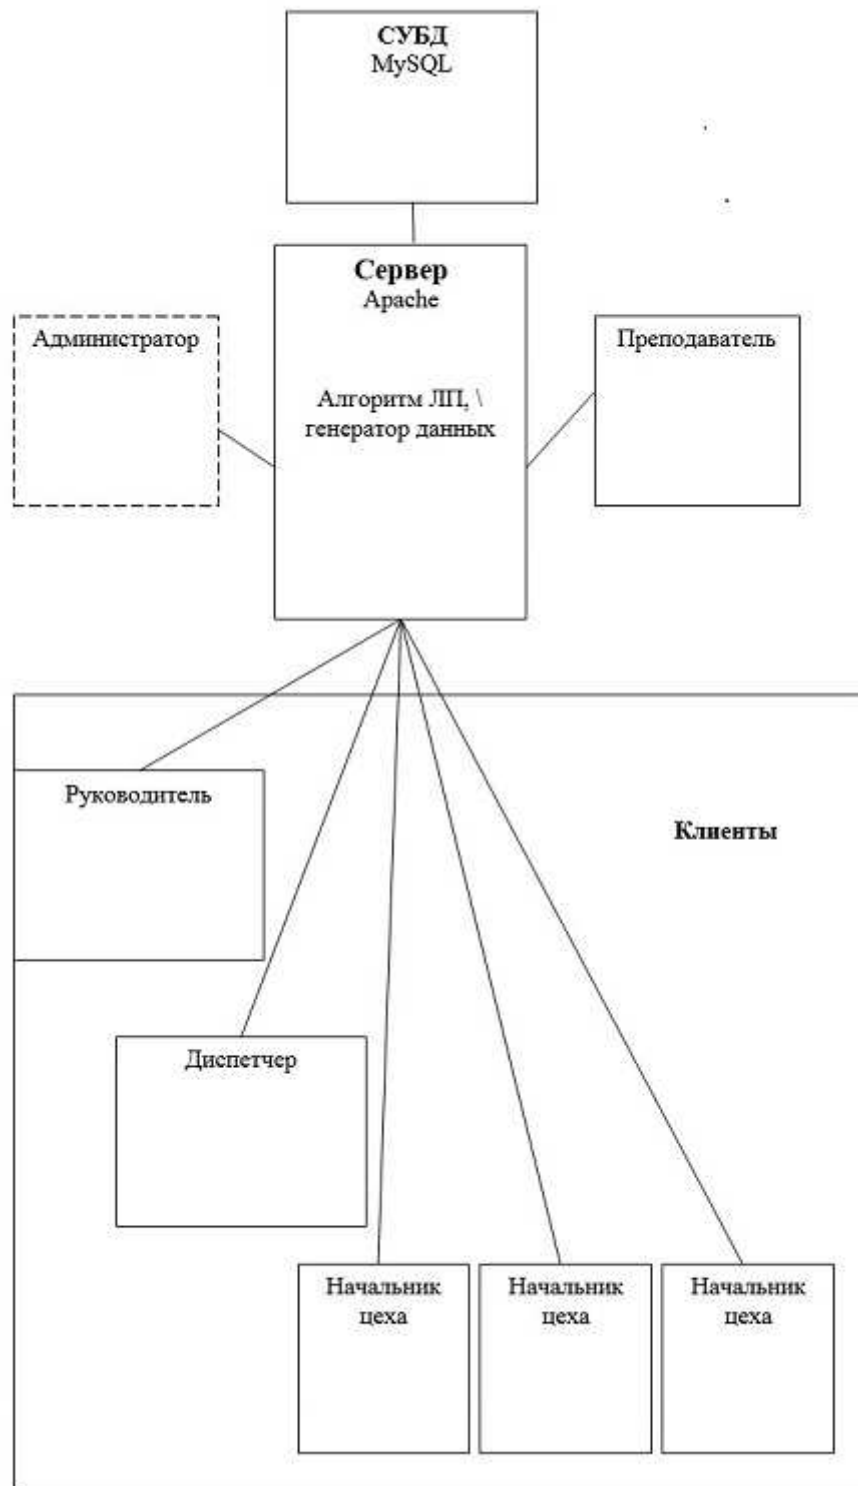 СУБД
MySQL
Сервер
Apache
Администратор
Преподаватель
Алгоритм ЛП, \
генератор данных
Руководитель
Клиенты
Диспетчер
Начальник
цеха
Начальник
цеха
Начальник
цеха